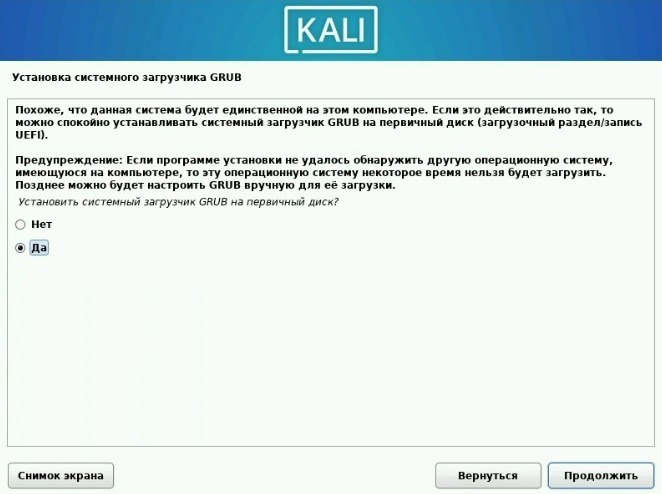 KALI
Установка системного загрузчика GRUB
Похоже, что данная система будет единственной на этом компьютере. Если это действительно так, то
можно спокойно устанавливать системный загрузчик GRUB на первичный диск (загрузочный раздел/запись
UEFI).
Предупреждение: Если программе установки не удалось обнаружить другую операционную систему,
имеющуюся на компьютере, то эту операционную систему некоторое время нельзя будет загрузить.
Позднее можно будет настроить GRUB вручную для её загрузки.
Установить системный загрузчик GRUB на первичный диск?
Нет
Да
Снимок экрана
Вернуться
Продолжить